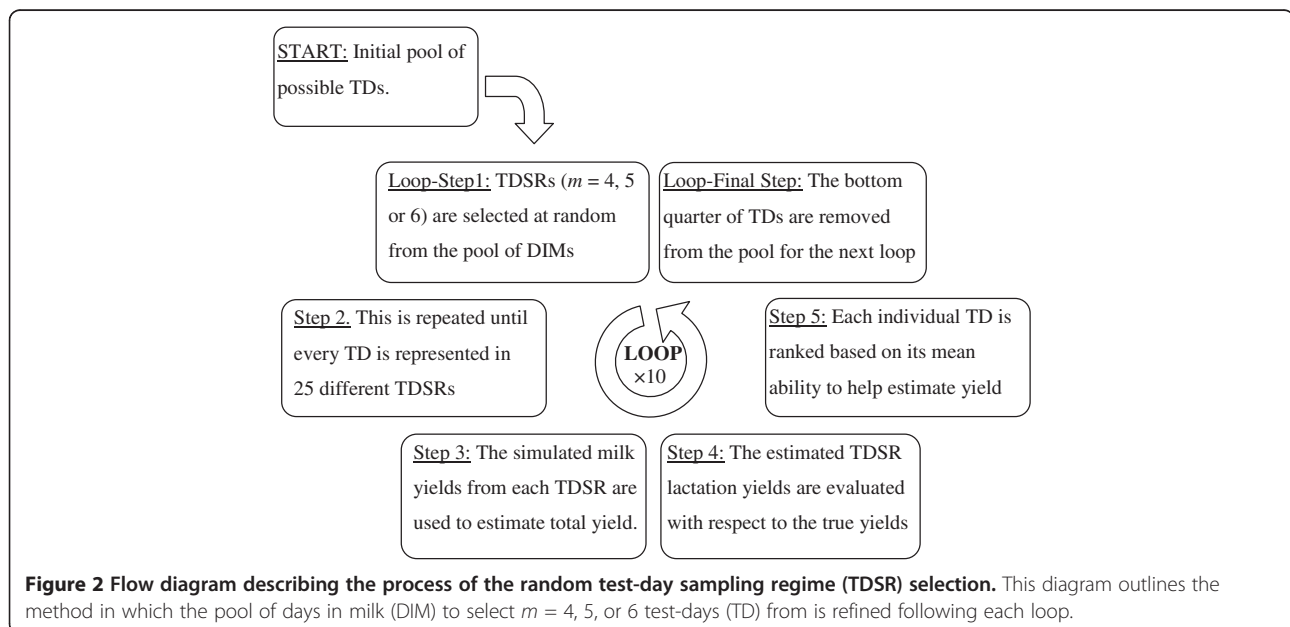 START: Initial pool of
possible TDs.
Loop-Step1: TDSRs (m = 4, 5
or 6) are selected at random
from the pool of DIMs
Loop-Final Step: The bottom
quarter of TDs are removed
from the pool for the next loop
Step 2. This is repeated until
every TD is represented in
25 different TDSRs
LOOP
×10
Step 5: Each individual TD is
ranked based on its mean
ability to help estimate yield
Step 3: The simulated milk
yields from each TDSR are
used to estimate total yield.
Step 4: The estimated TDSR
lactation yields are evaluated
with respect to the true yields
Figure 2 Flow diagram describing the process of the random test-day sampling regime (TDSR) selection. This diagram outlines the
method in which the pool of days in milk (DIM) to select m = 4, 5, or 6 test-days (TD) from is refined following each loop.